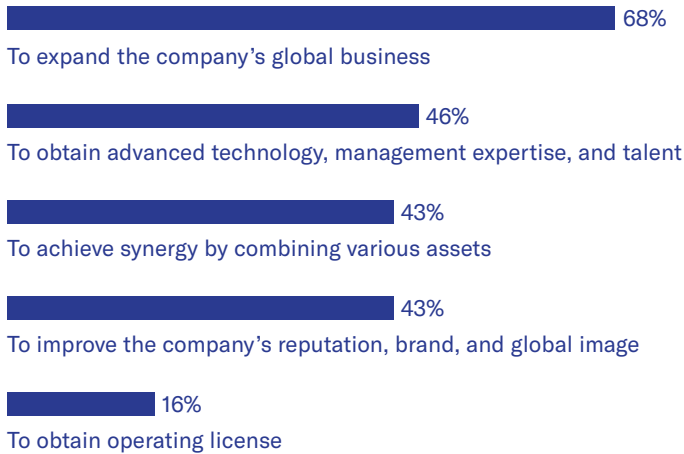 68%
To expand the company’s global business
46%
To obtain advanced technology, management expertise, and talent
43%
To achieve synergy by combining various assets
43%
To improve the company’s reputation, brand, and global image
16%
To obtain operating license